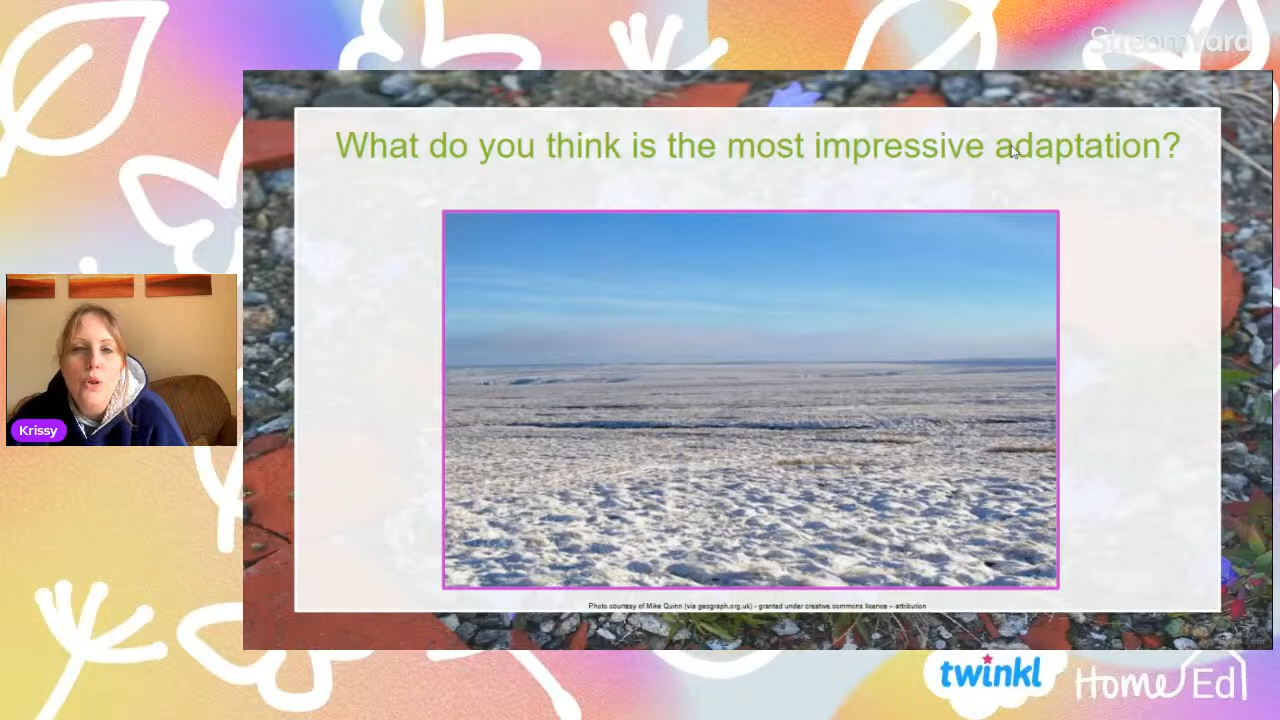 StreamYard
What do you think is the most impressive adaptation?
Krissy
Photo courtesy of Mike Quinn (via geograph.org.uk) - granted under creative commons licence – attribution
twinkl
Home Ed